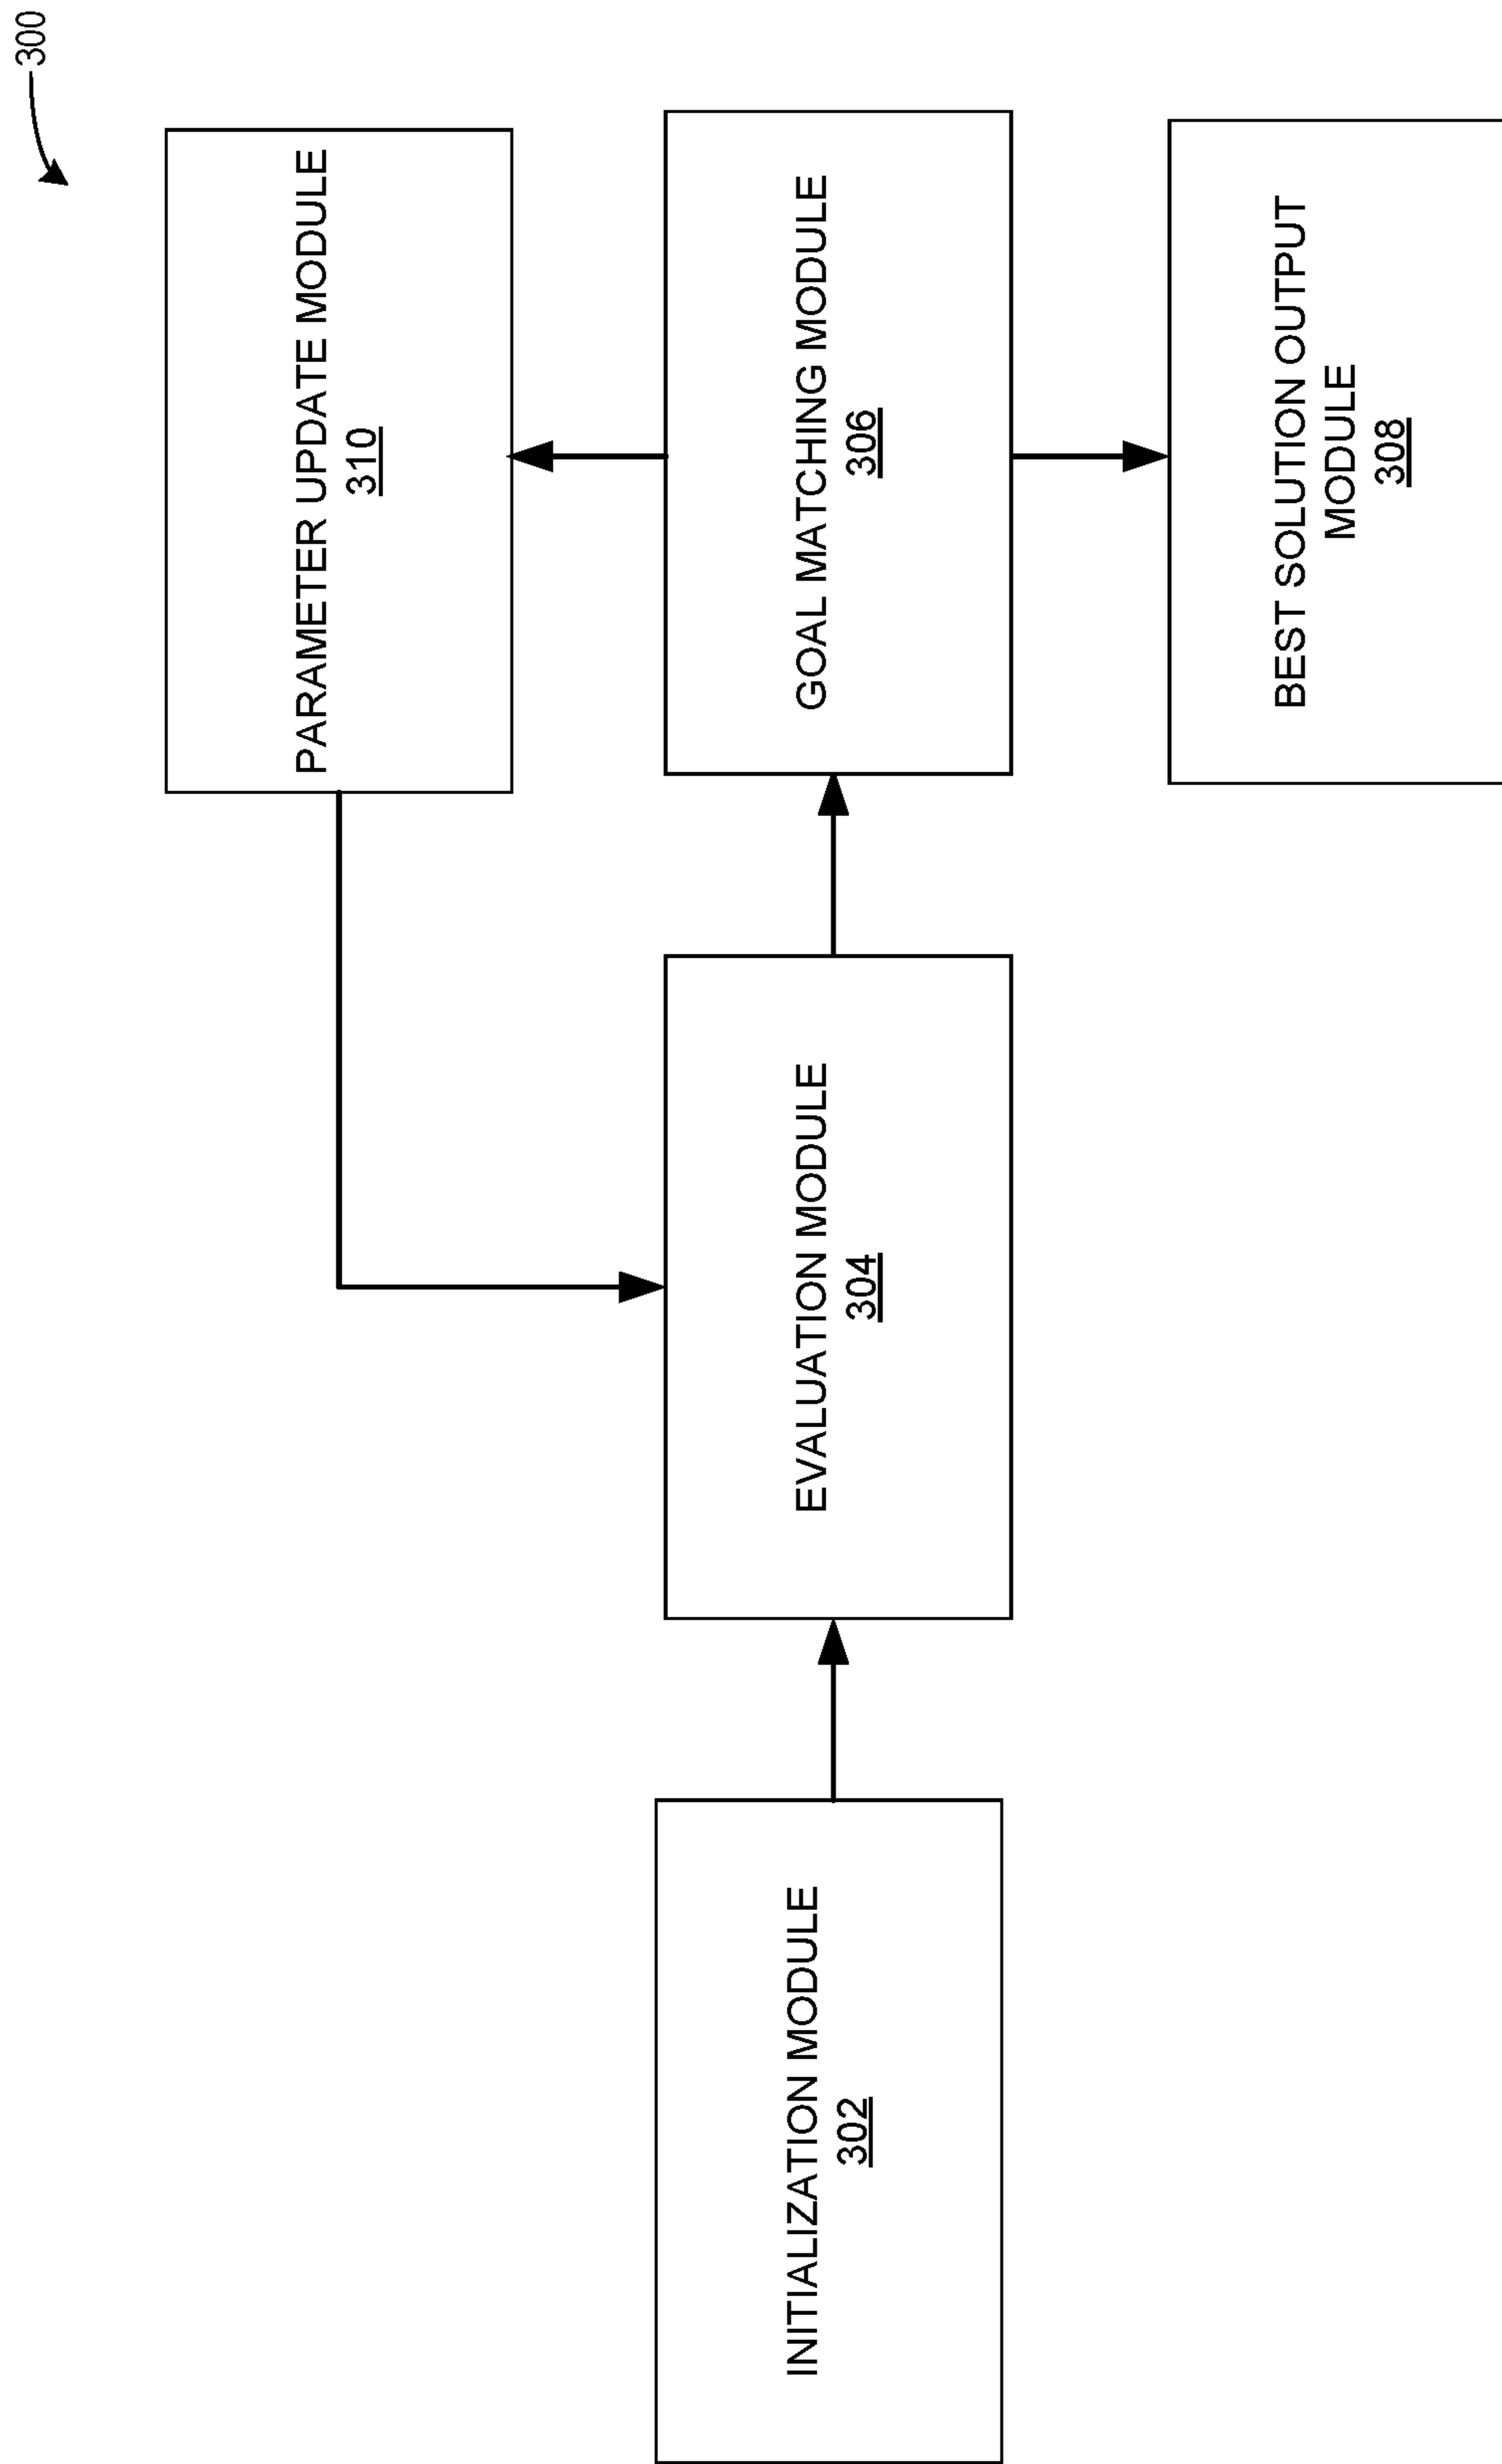 300
PARAMETER UPDATE MODULE
310
INITIALIZATION MODULE
302
EVALUATION MODULE
304
GOAL MATCHING MODULE
306
BEST SOLUTION OUTPUT
MODULE
308